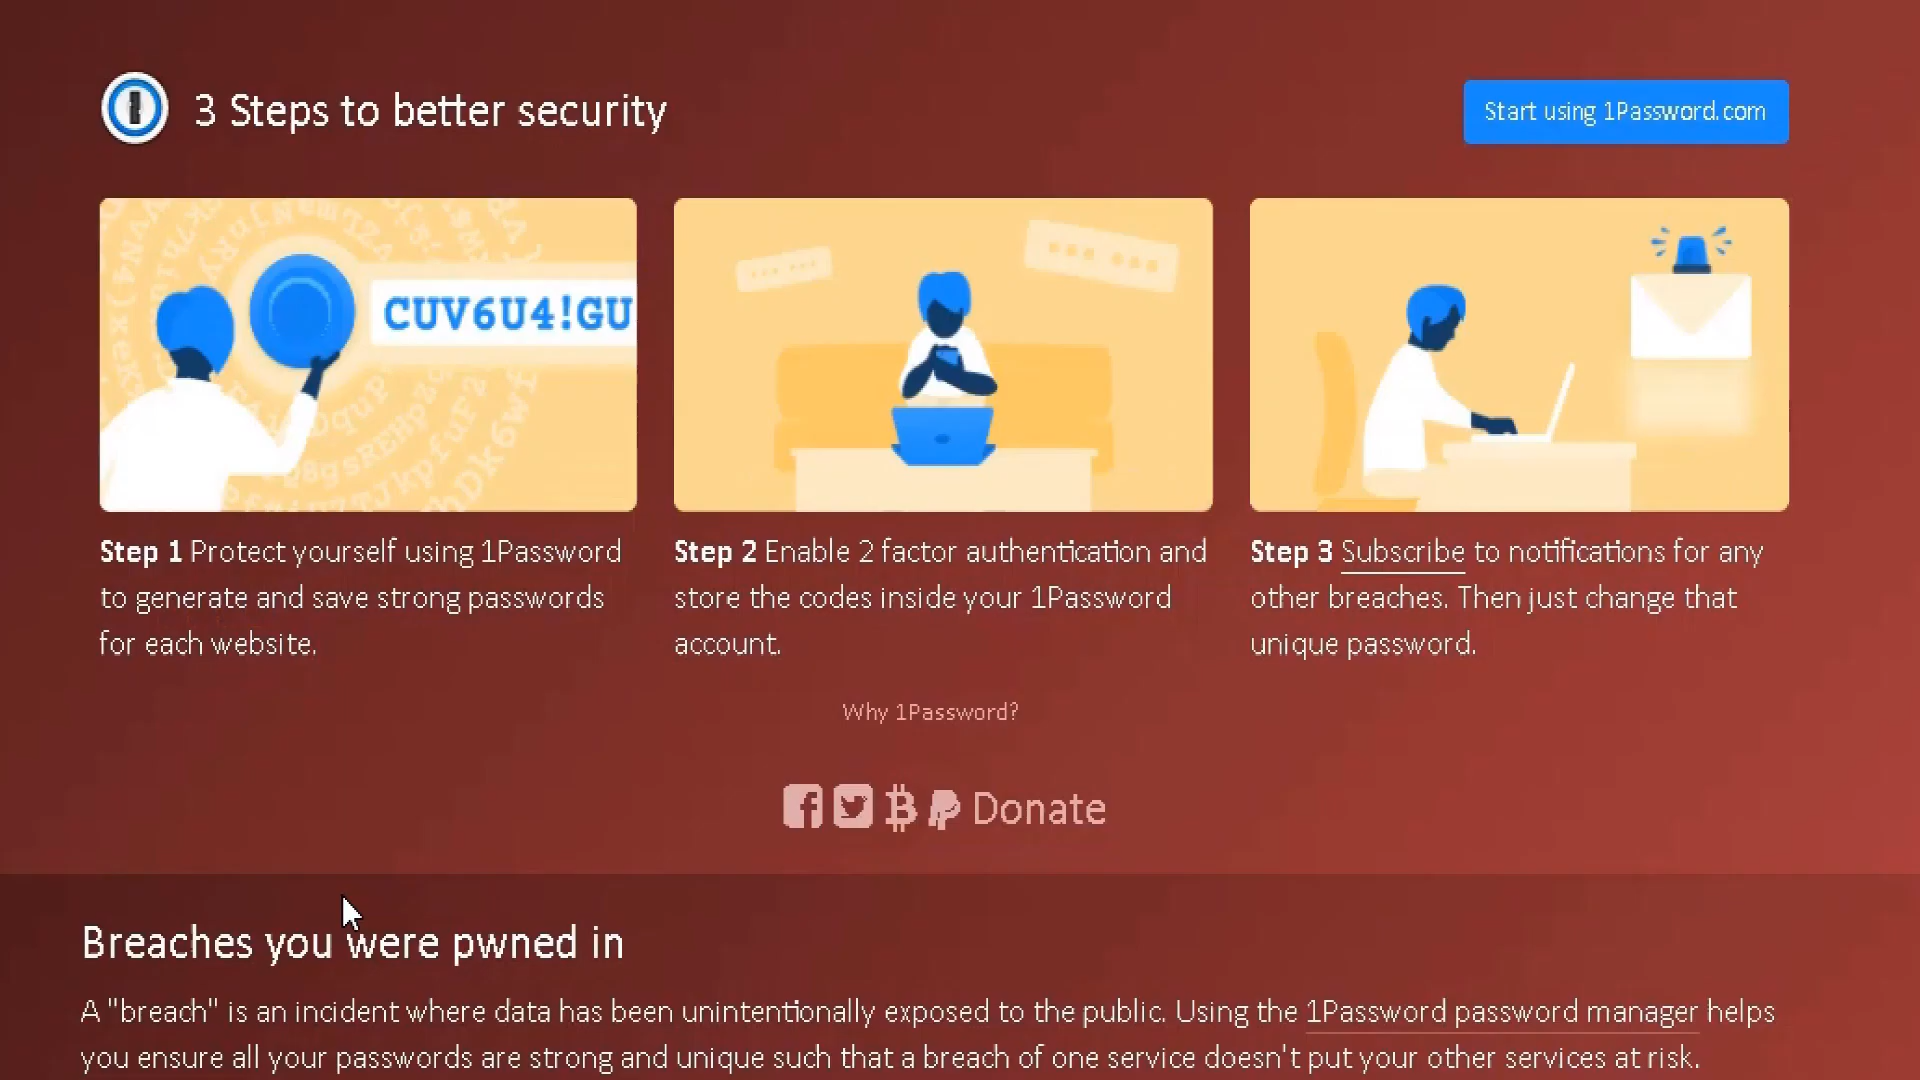 3 Steps to better security
Start using 1Password.com
CUV6U4!GU
Step 1 Protect yourself using 1Password
to generate and save strong passwords
for each website.
Step 2 Enable 2 factor authentication and
store the codes inside your 1Password
account.
Step 3 Subscribe to notifications for any
other breaches. Then just change that
unique password.
Why 1Password?
Donate
Breaches you were pwned in
A "breach" is an incident where data has been unintentionally exposed to the public. Using the 1Password password manager helps
you ensure all your passwords are strong and unique such that a breach of one service doesn't put your other services at risk.